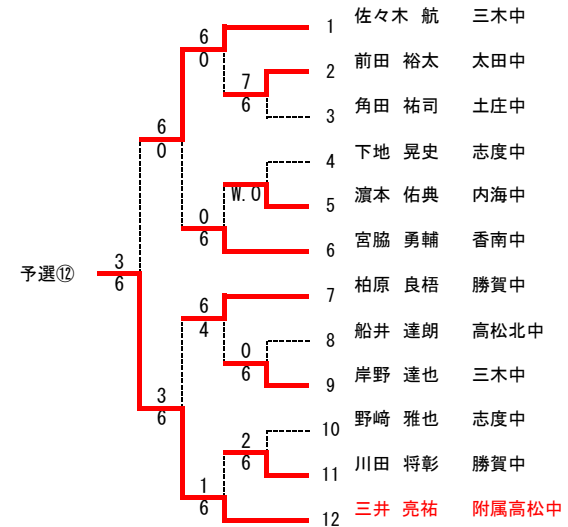 1 佐々木 航 三木中
6
0
2 前田 裕太 太田中
7
6
3 角田 祐司 土庄中
6
0
4 下地 晃史 志度中
W.O
5 濵本 佑典 内海中
0
6
6 宮脇 勇輔 香南中
予選⑫
3
6
7 柏原 良梧 勝賀中
6
4
8 船井 達朗 高松北中
0
6
9 岸野 達也 三木中
3
6
10 野﨑 雅也 志度中
2
6
11 川田 将彰 勝賀中
1
6
12 三井 亮祐 附属高松中